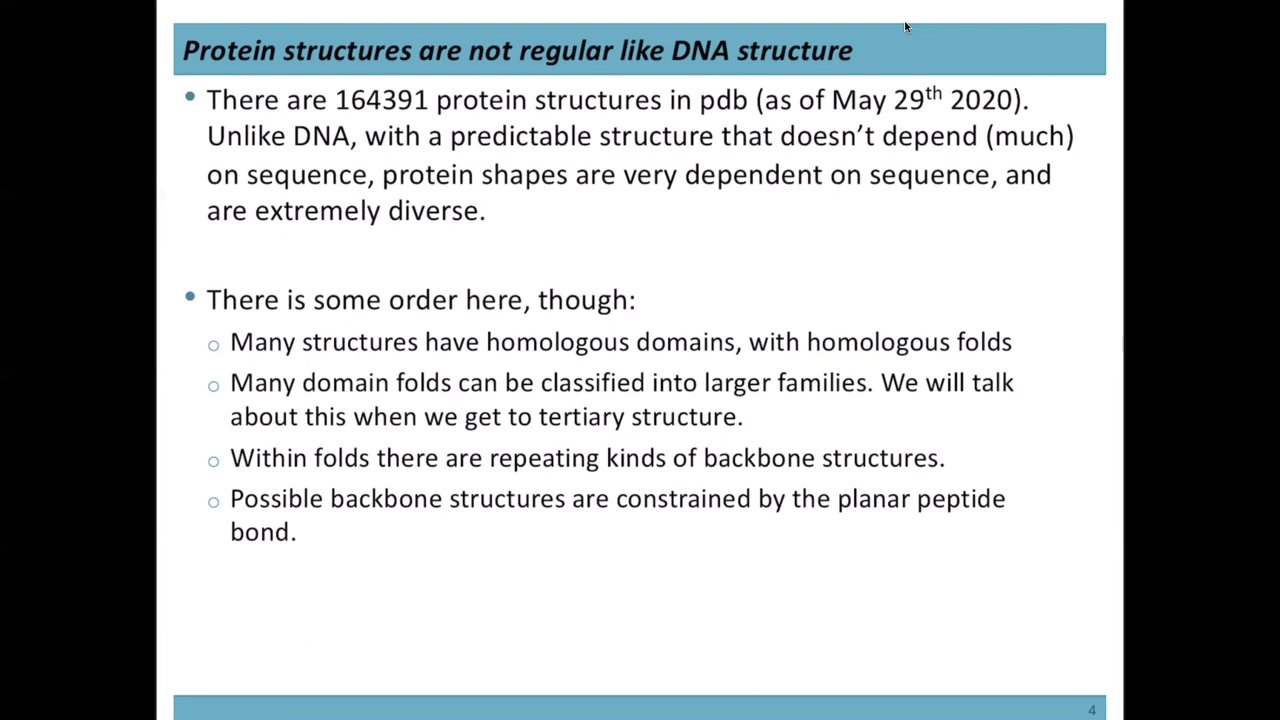 Protein structures are not regular like DNA structure
• There are 164391 protein structures in pdb (as of May 29th 2020).
Unlike DNA, with a predictable structure that doesn’t depend (much)
on sequence, protein shapes are very dependent on sequence, and
are extremely diverse.
• There is some order here, though:
o Many structures have homologous domains, with homologous folds
o Many domain folds can be classified into larger families. We will talk
about this when we get to tertiary structure.
o Within folds there are repeating kinds of backbone structures.
o Possible backbone structures are constrained by the planar peptide
bond.
4